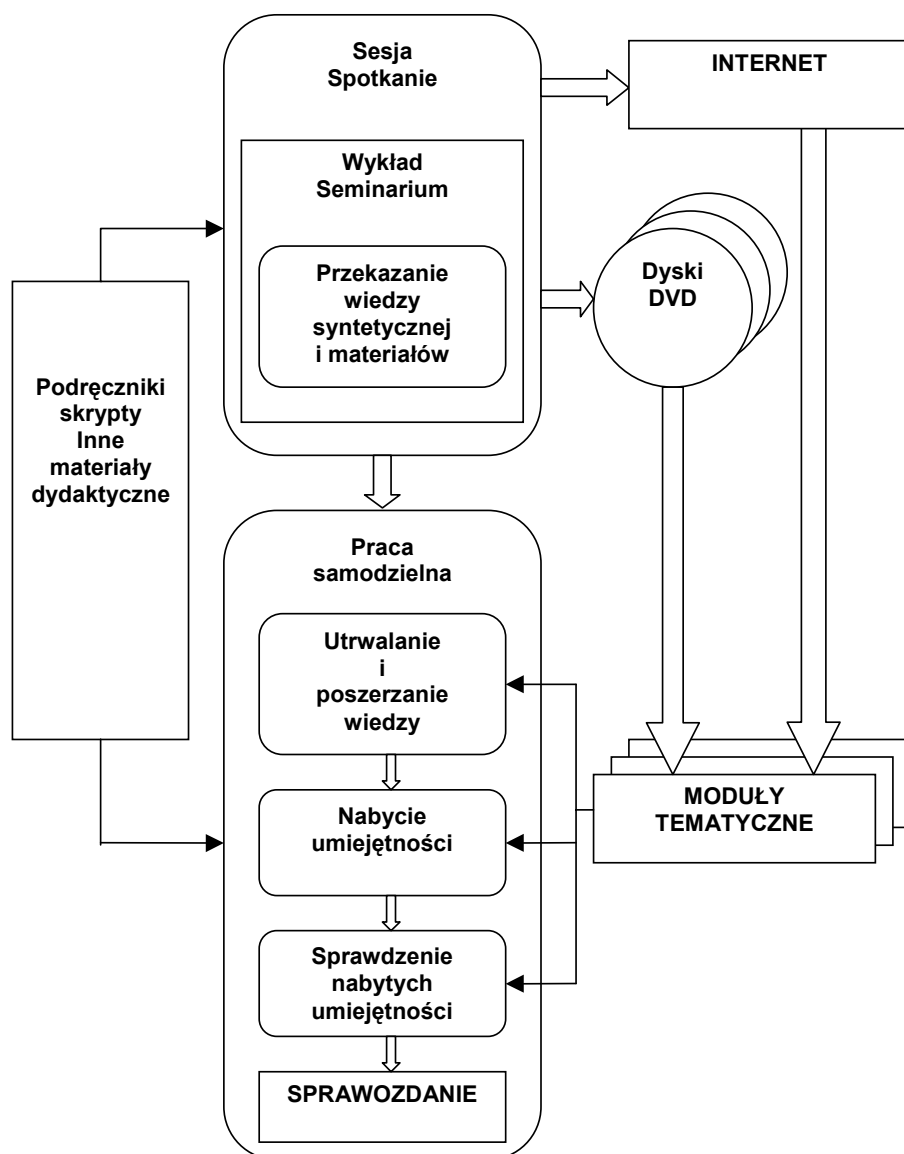 Sesja
Spotkanie
INTERNET
Wykład
Seminarium
Przekazanie
wiedzy
syntetycznej
i materiałów
Dyski
DVD
Podręczniki
skrypty
Inne
materiały
dydaktyczne
Praca
samodzielna
Utrwalanie
i
poszerzanie
wiedzy
Nabycie
umiejętności
MODUŁY
TEMATYCZNE
Sprawdzenie
nabytych
umiejętności
SPRAWOZDANIE